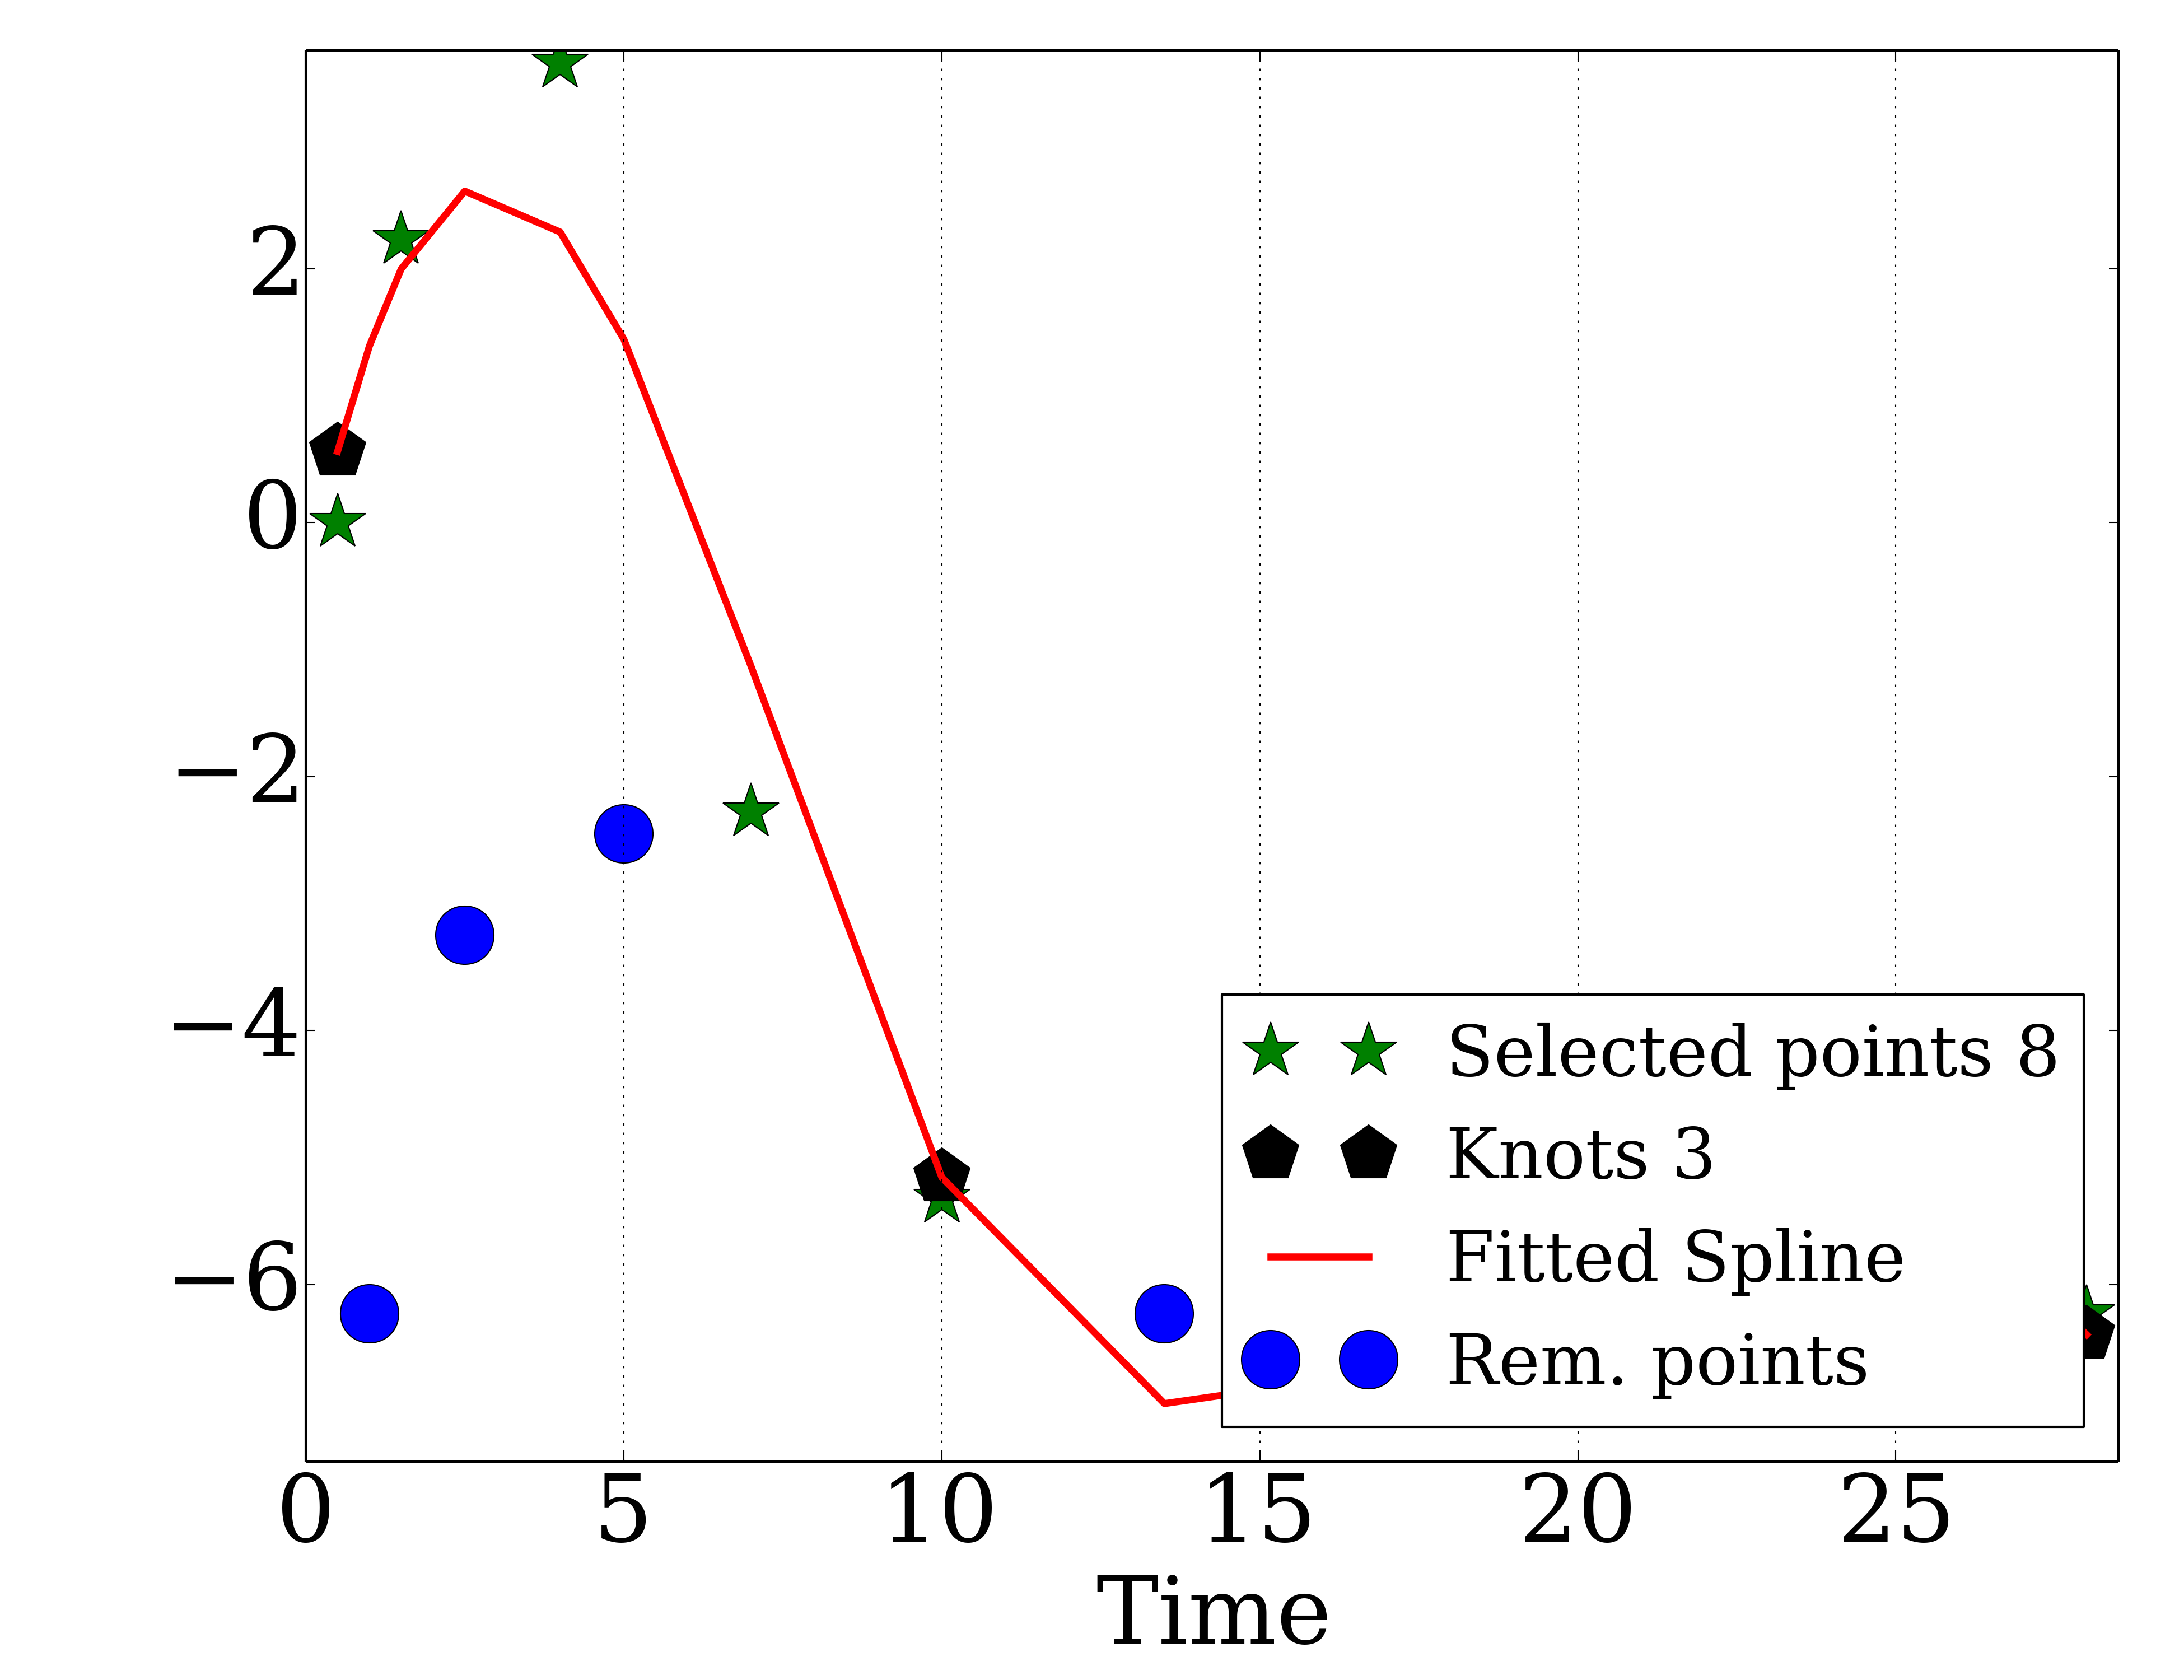 2
0
−2
−4
−6
Selected points 8
Knots 3
Fitted Spline
Rem. points
0 5 10 15 20 25
Time